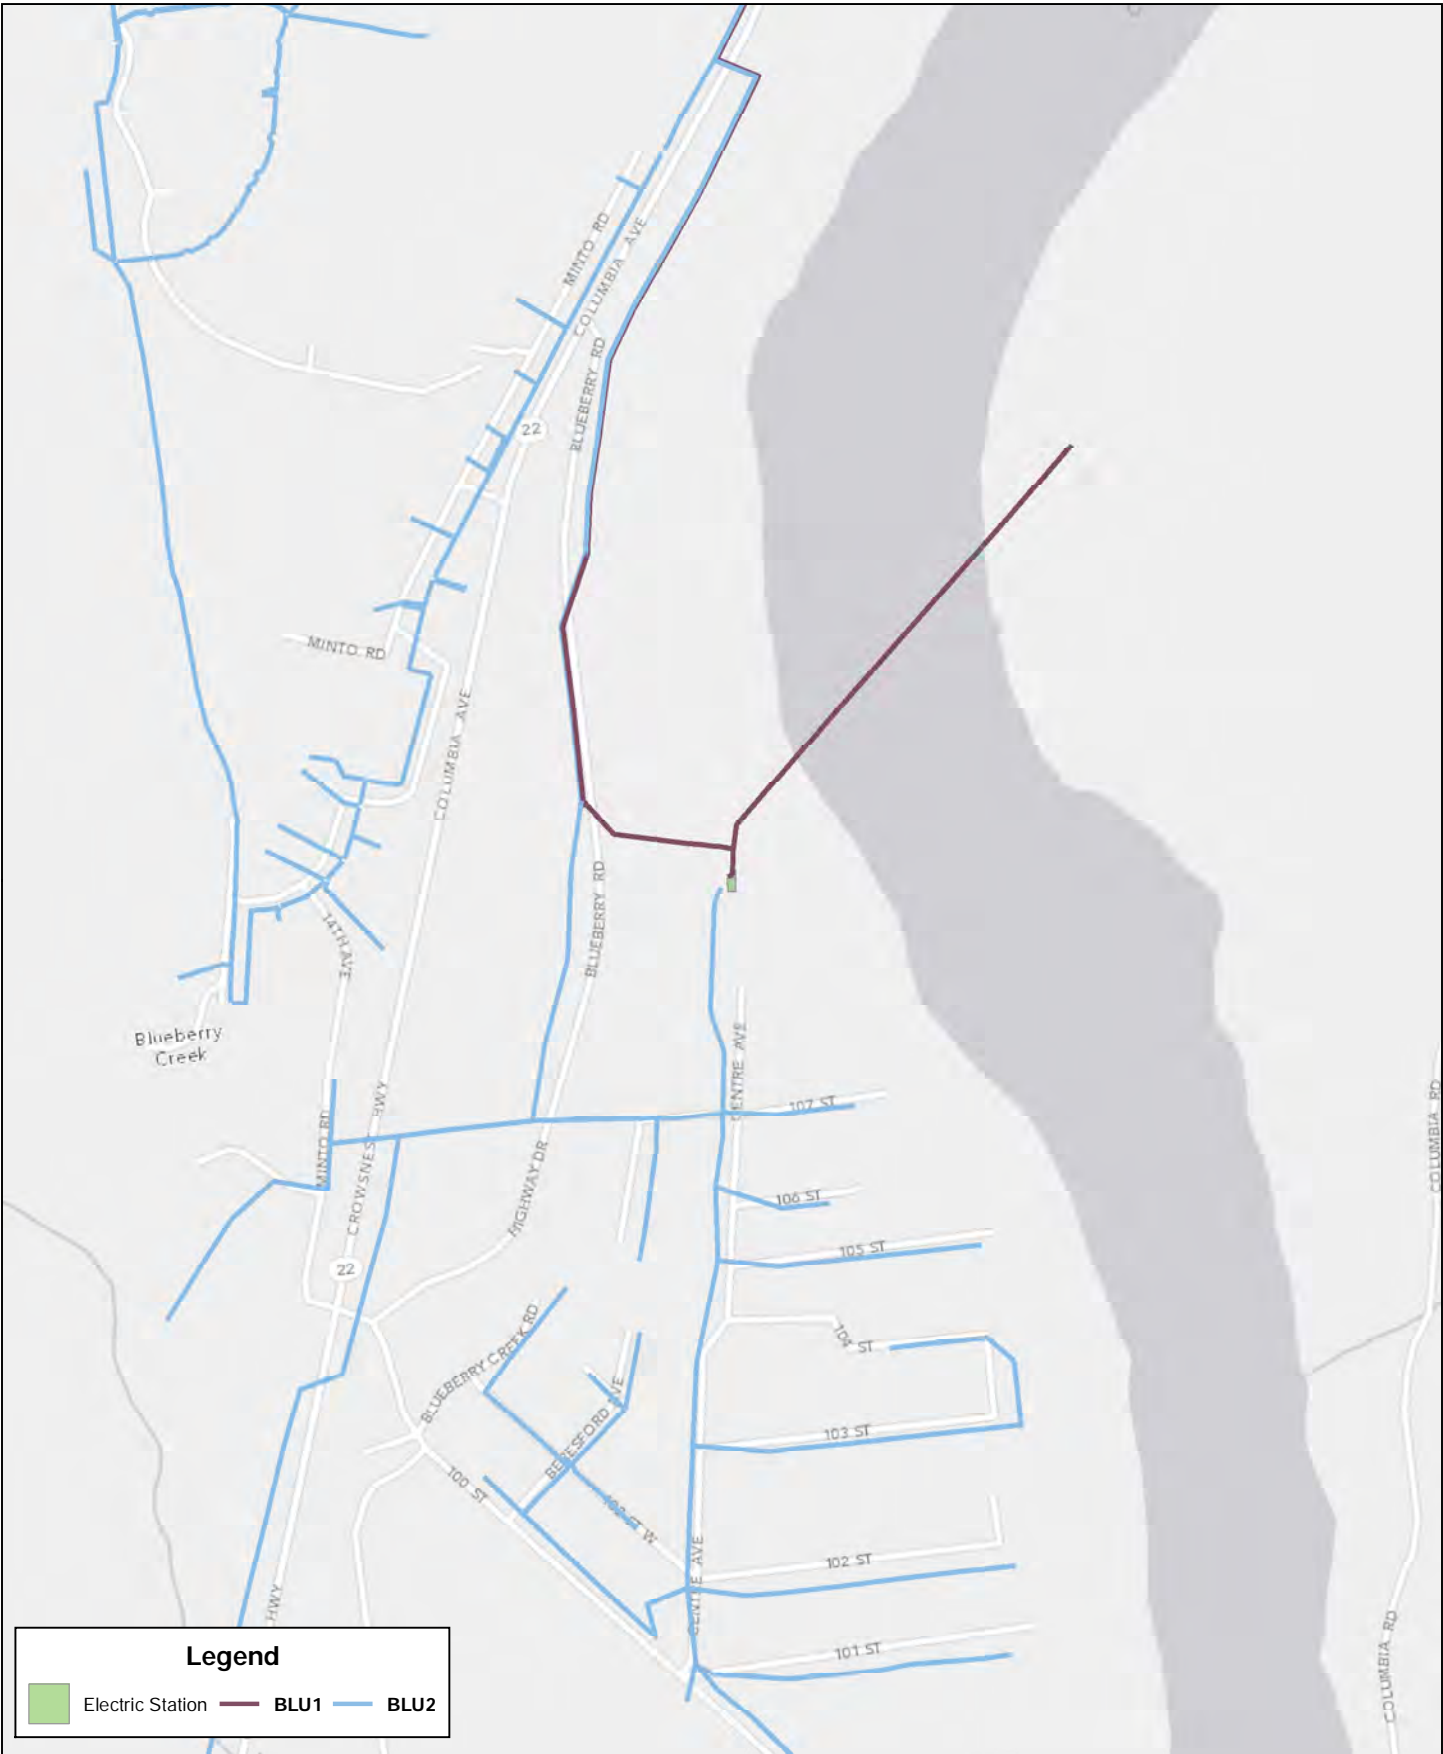 MINTO RD
COLUMBIA AVE
BLUEBERRY RD
22
MINTO RD
COLUMBIA AVE
14TH AVE
BLUEBERRY RD
Blueberry
Creek
CENTRE AVE
107 ST
MINTO RD
CROWSNEST HWY
HIGHWAY DR
106 ST
105 ST
22
COLUMBIA RD
BLUEBERRY CREEK RD
104 ST
BERESFORD AVE
103 ST
100 ST
102 ST W
102 ST
CENTRE AVE
HWY
101 ST
COLUMBIA RD
Legend
Electric Station BLU1 BLU2